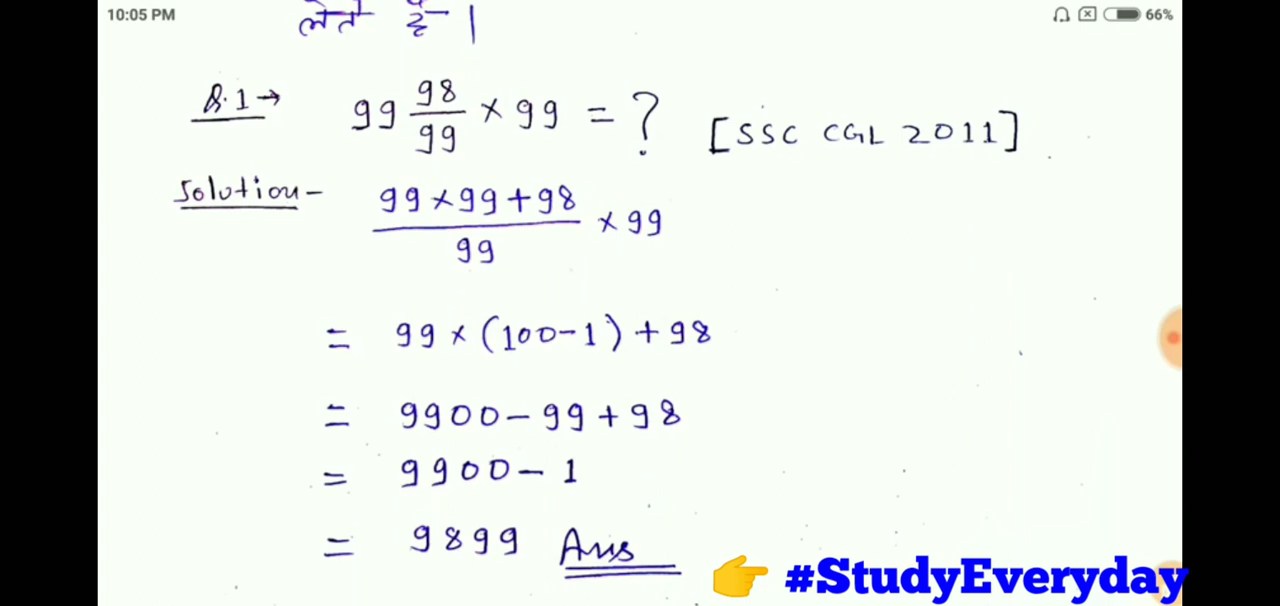 10:05 PM 66%
लेते हैं।
Q.1→ 99 98/99 × 99 = ? [SSC CGL 2011]
Solution- (99×99+98)/99 × 99
= 99 × (100-1) + 98
= 9900 - 99 + 98
= 9900 - 1
= 9899 Ans
👉 #StudyEveryday